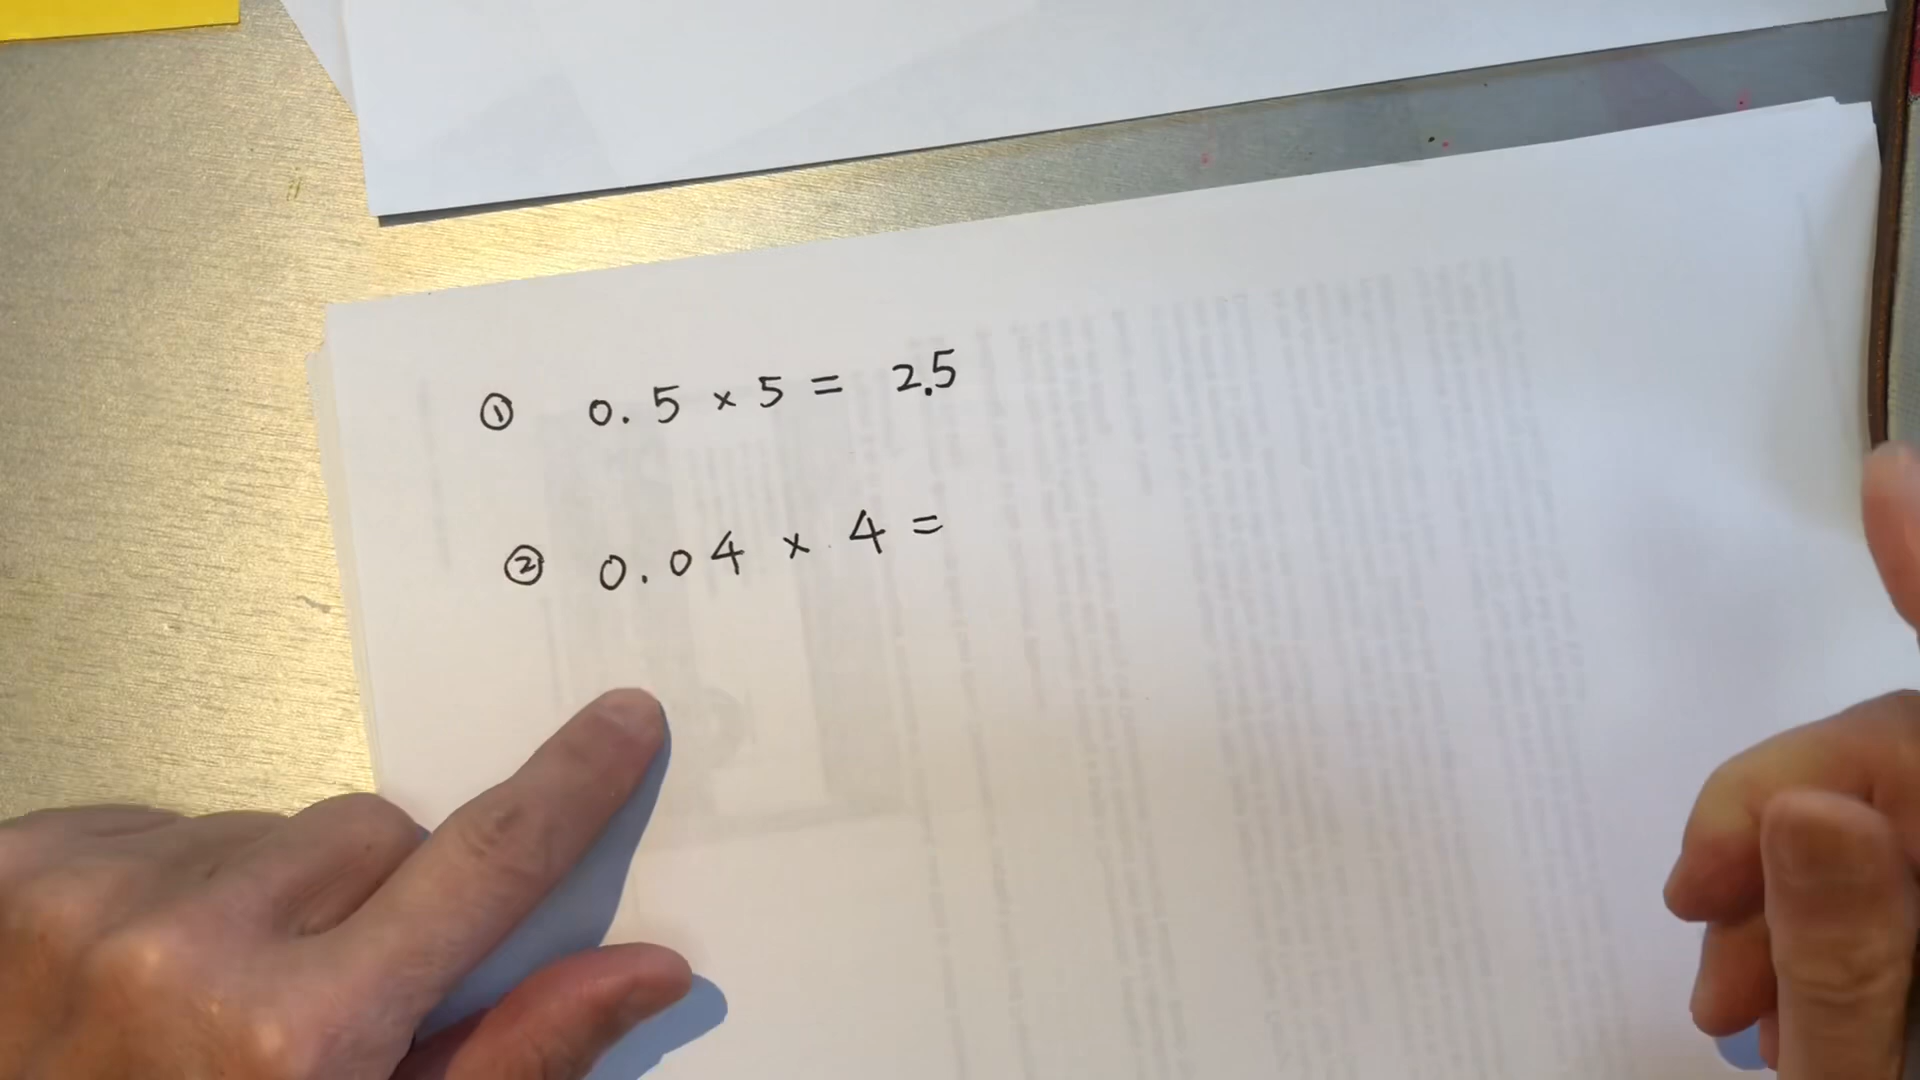 ① 0.5 × 5 = 2.5
② 0.04 × 4 =